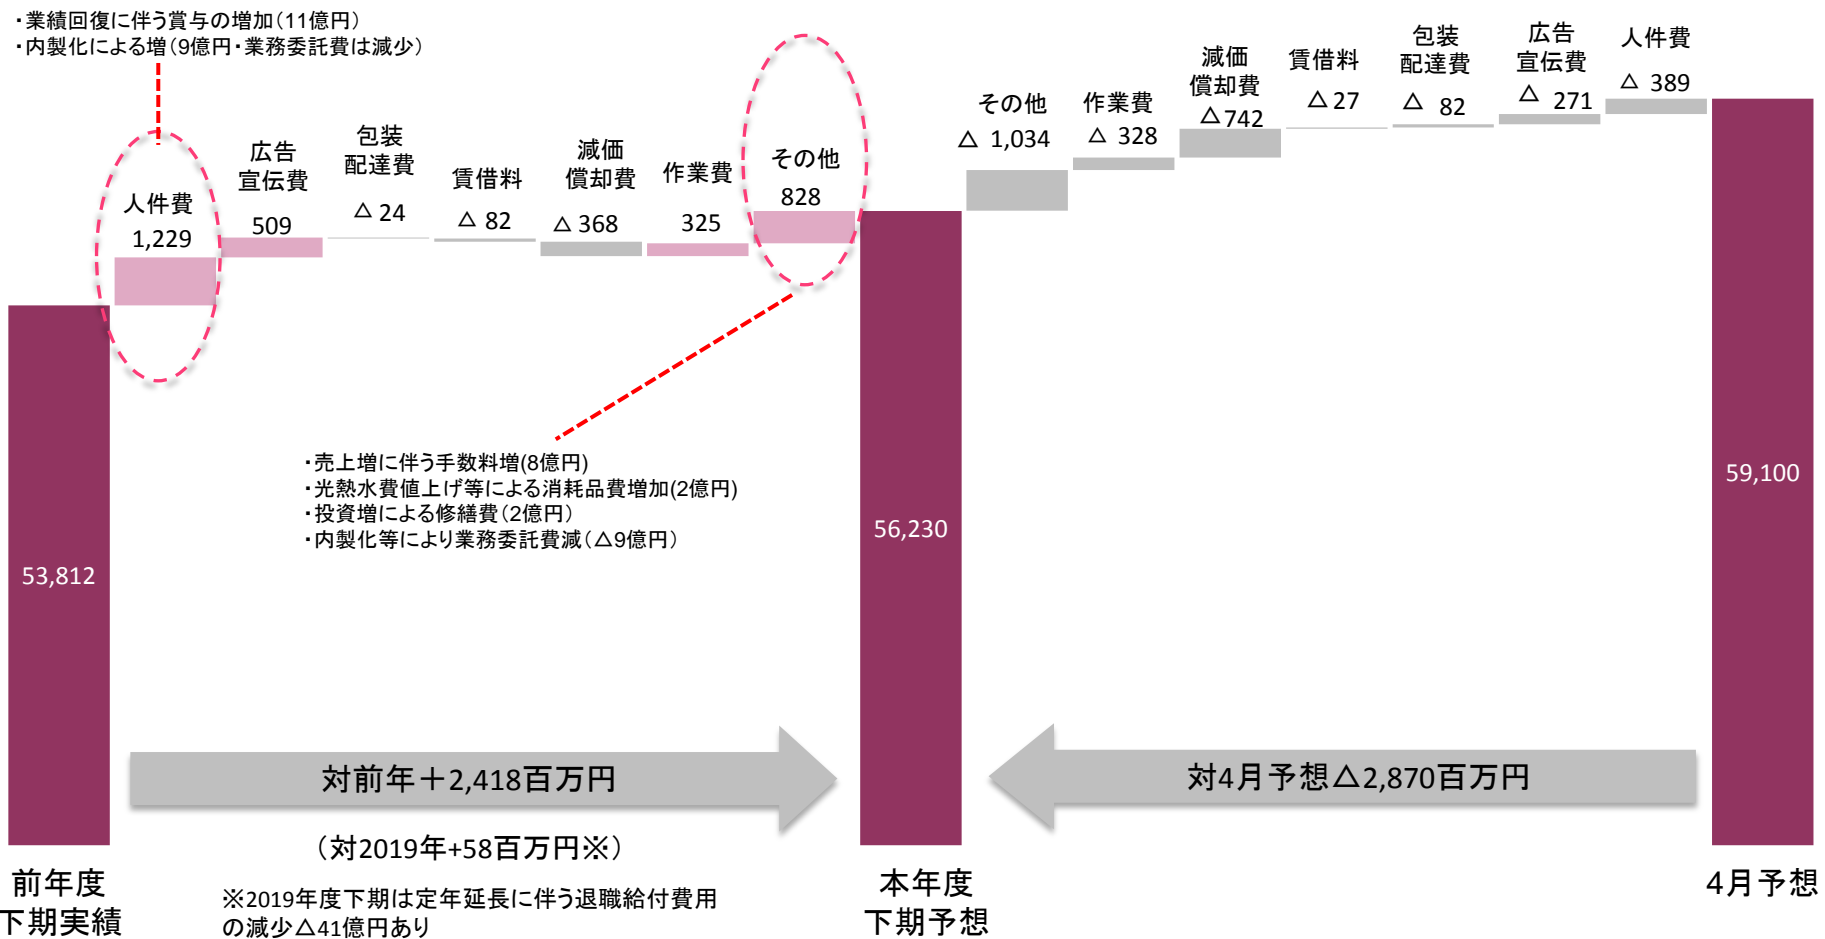 ・業績回復に伴う賞与の増加（11億円）
・内製化による増（9億円・業務委託費は減少）
人件費
1,229
広告
宣伝費
509
包装
配達費
△ 24
賃借料
△ 82
減価
償却費
△ 368
作業費
325
その他
828
その他
△ 1,034
作業費
△ 328
減価
償却費
△742
賃借料
△ 27
包装
配達費
△ 82
広告
宣伝費
△ 271
人件費
△ 389
・売上増に伴う手数料増(8億円)
・光熱水費値上げ等による消耗品費増加(2億円)
・投資増による修繕費（2億円）
・内製化等により業務委託費減（△9億円）
53,812
56,230
59,100
対前年＋2,418百万円
対4月予想△2,870百万円
（対2019年+58百万円※）
※2019年度下期は定年延長に伴う退職給付費用
の減少△41億円あり
前年度
下期実績
本年度
下期予想
4月予想